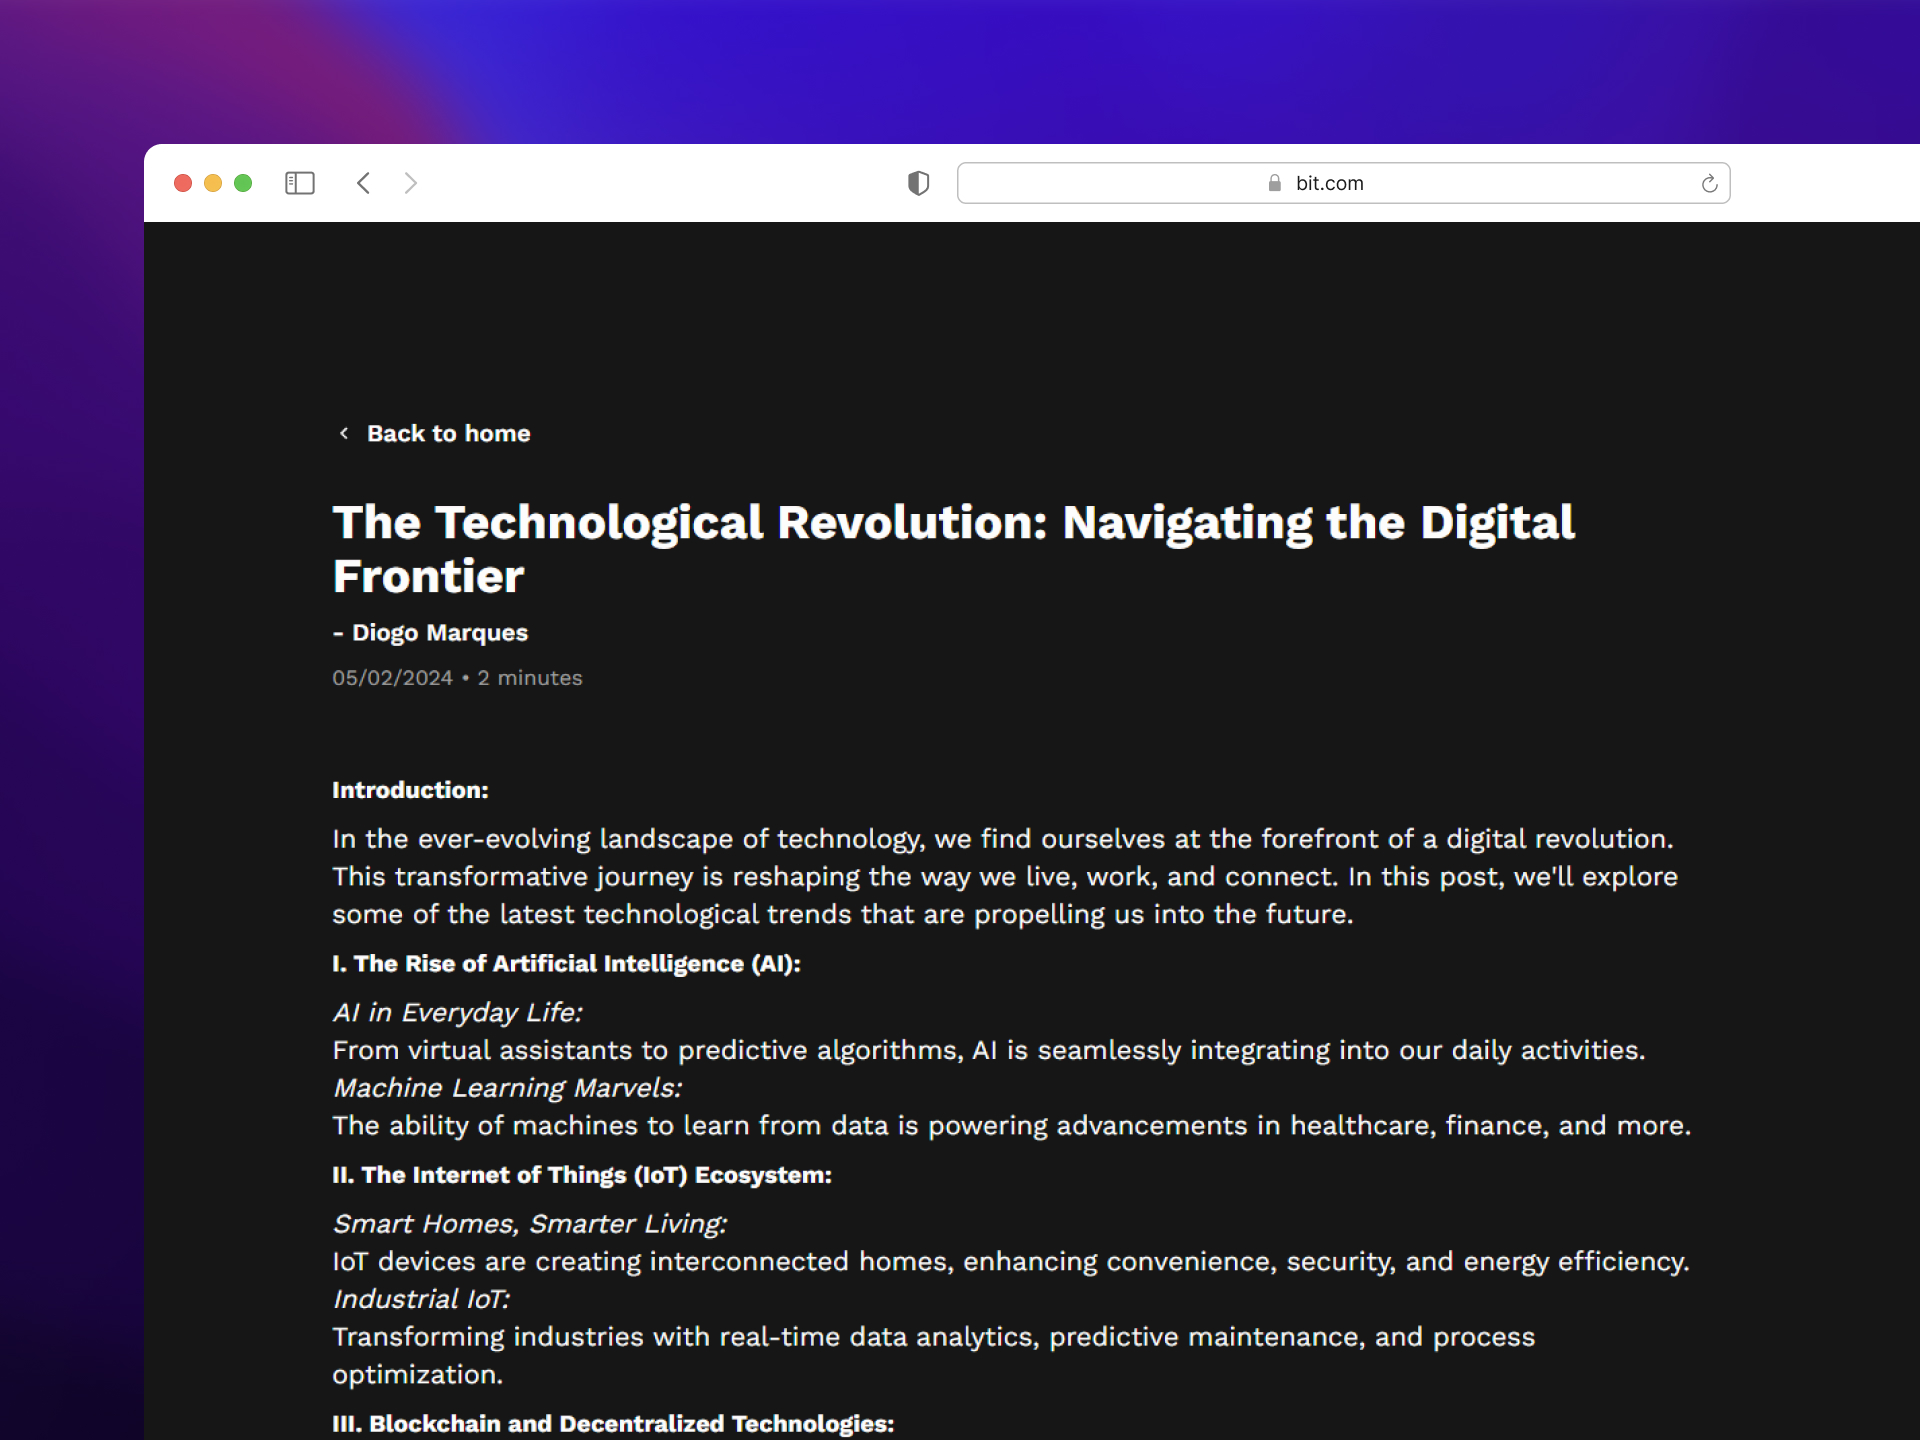 bit.com
Back to home
The Technological Revolution: Navigating the Digital
Frontier
- Diogo Marques
05/02/2024 • 2 minutes
Introduction:
In the ever-evolving landscape of technology, we find ourselves at the forefront of a digital revolution.
This transformative journey is reshaping the way we live, work, and connect. In this post, we'll explore
some of the latest technological trends that are propelling us into the future.
I. The Rise of Artificial Intelligence (AI):
AI in Everyday Life:
From virtual assistants to predictive algorithms, AI is seamlessly integrating into our daily activities.
Machine Learning Marvels:
The ability of machines to learn from data is powering advancements in healthcare, finance, and more.
II. The Internet of Things (IoT) Ecosystem:
Smart Homes, Smarter Living:
IoT devices are creating interconnected homes, enhancing convenience, security, and energy efficiency.
Industrial IoT:
Transforming industries with real-time data analytics, predictive maintenance, and process
optimization.
III. Blockchain and Decentralized Technologies: